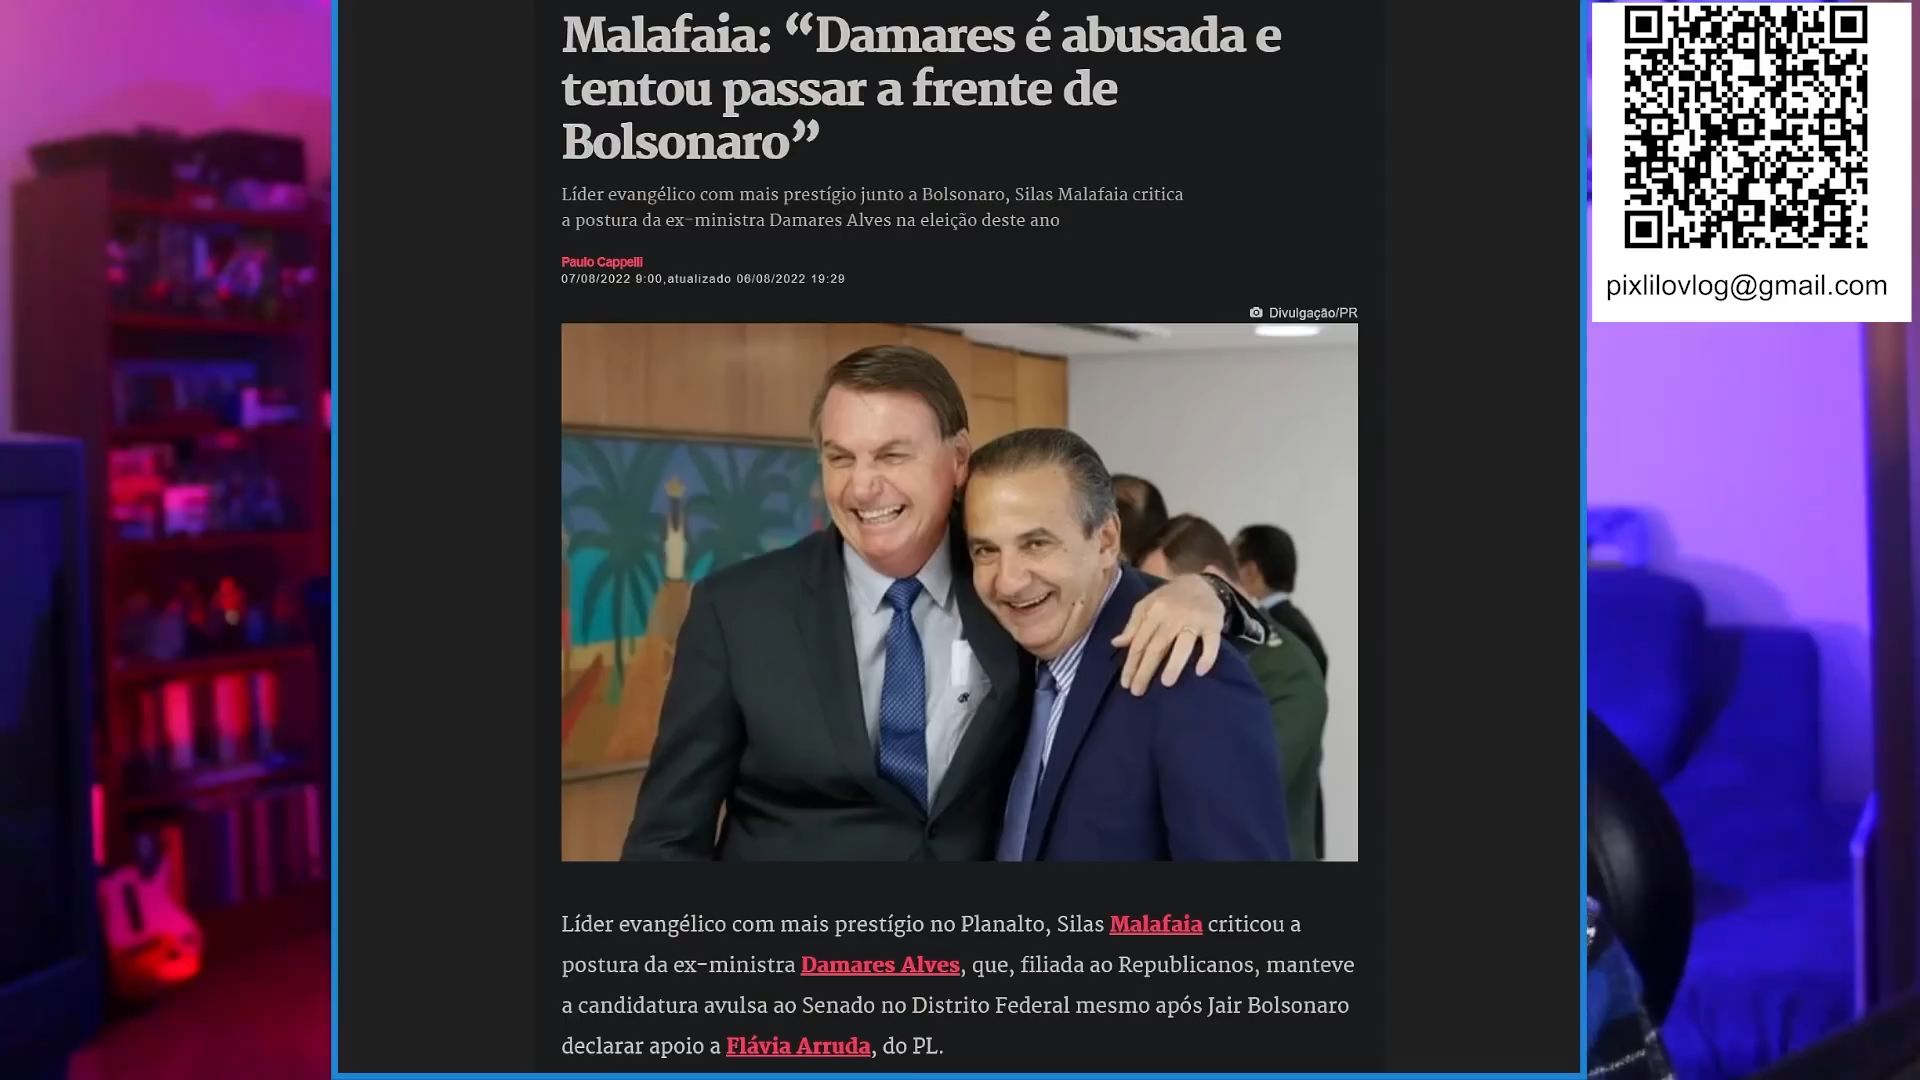 Malafaia: “Damares é abusada e
tentou passar a frente de
Bolsonaro”
Líder evangélico com mais prestígio junto a Bolsonaro, Silas Malafaia critica
a postura da ex-ministra Damares Alves na eleição deste ano
Paulo Cappelli
07/08/2022 9:00,atualizado 06/08/2022 19:29
Divulgação/PR
Líder evangélico com mais prestígio no Planalto, Silas Malafaia criticou a
postura da ex-ministra Damares Alves, que, filiada ao Republicanos, manteve
a candidatura avulsa ao Senado no Distrito Federal mesmo após Jair Bolsonaro
declarar apoio a Flávia Arruda, do PL.
pixlilovlog@gmail.com